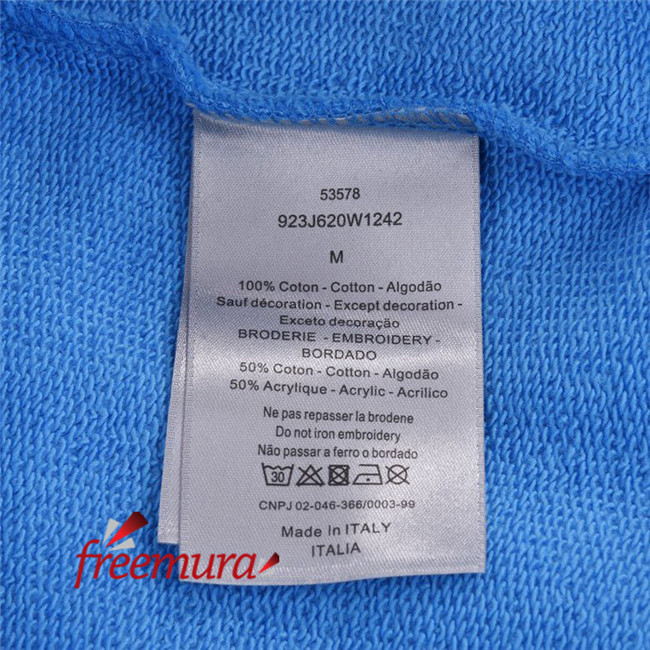 53578
923J620W1242
M
100% Coton - Cotton - Algodão
Sauf décoration - Except decoration -
Exceto decoração
BRODERIE - EMBROIDERY -
BORDADO
50% Coton - Cotton - Algodão
50% Acrylique - Acrylic - Acrilico
Ne pas repasser la brodene
Do not iron embroidery
Não passar a ferro o bordado
30
CNPJ 02-046-366/0003-99
Made in ITALY
ITALIA
freemura